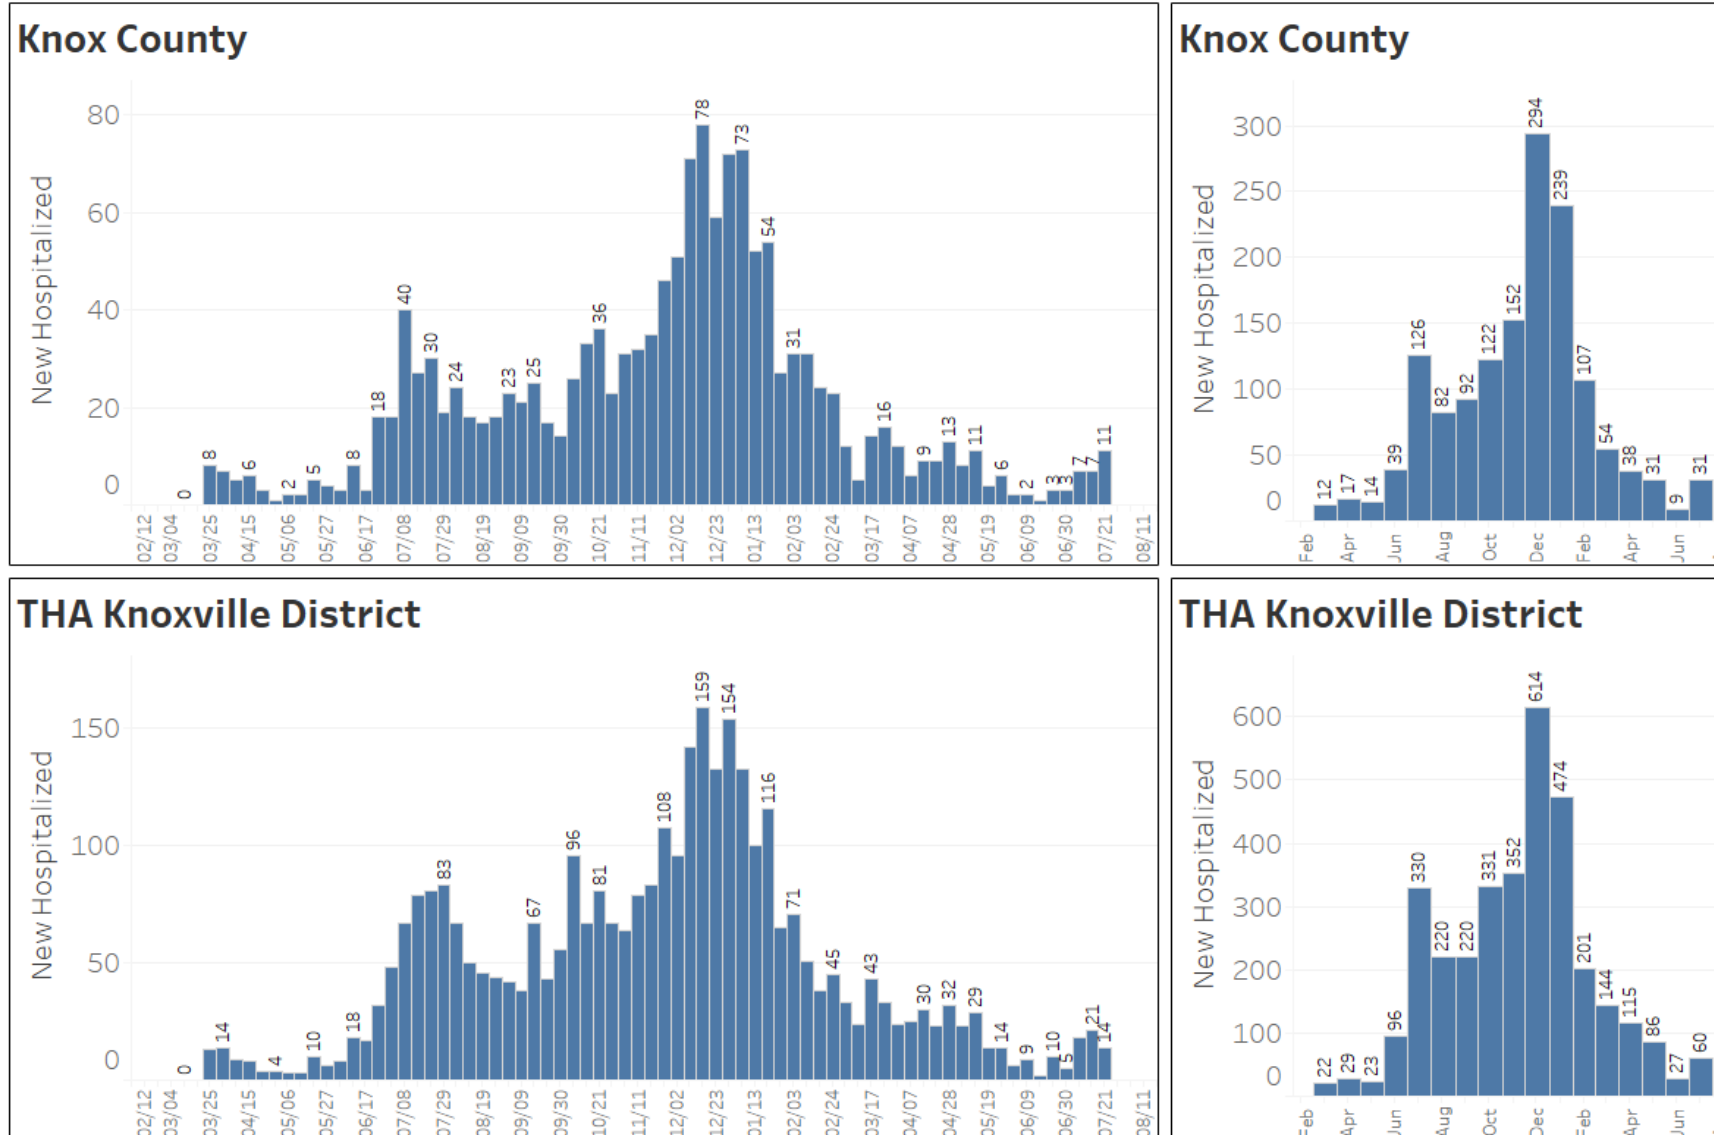 Knox County
New Hospitalized
80
60
40
20
0
0 8 6 2 5 8 18 40 30 24 23 25 36 78 73 54 31 16 9 13 11 6 2 3 3 7 7 11
02/12 03/04 03/25 04/15 05/06 05/27 06/17 07/08 07/29 08/19 09/09 09/30 10/21 11/11 12/02 12/23 01/13 02/03 02/24 03/17 04/07 04/28 05/19 06/09 06/30 07/21 08/11
Knox County
New Hospitalized
300
250
200
150
100
50
0
12 17 14 39 126 82 92 122 152 294 239 107 54 38 31 9 31
Feb Apr Jun Aug Oct Dec Feb Apr Jun
THA Knoxville District
New Hospitalized
150
100
50
0
0 14 4 10 18 83 67 96 81 108 159 154 116 71 45 43 30 32 29 14 9 10 5 21 14
02/12 03/04 03/25 04/15 05/06 05/27 06/17 07/08 07/29 08/19 09/09 09/30 10/21 11/11 12/02 12/23 01/13 02/03 02/24 03/17 04/07 04/28 05/19 06/09 06/30 07/21 08/11
THA Knoxville District
New Hospitalized
600
500
400
300
200
100
0
22 29 23 96 330 220 220 331 352 614 474 201 144 115 86 27 60
Feb Apr Jun Aug Oct Dec Feb Apr Jun